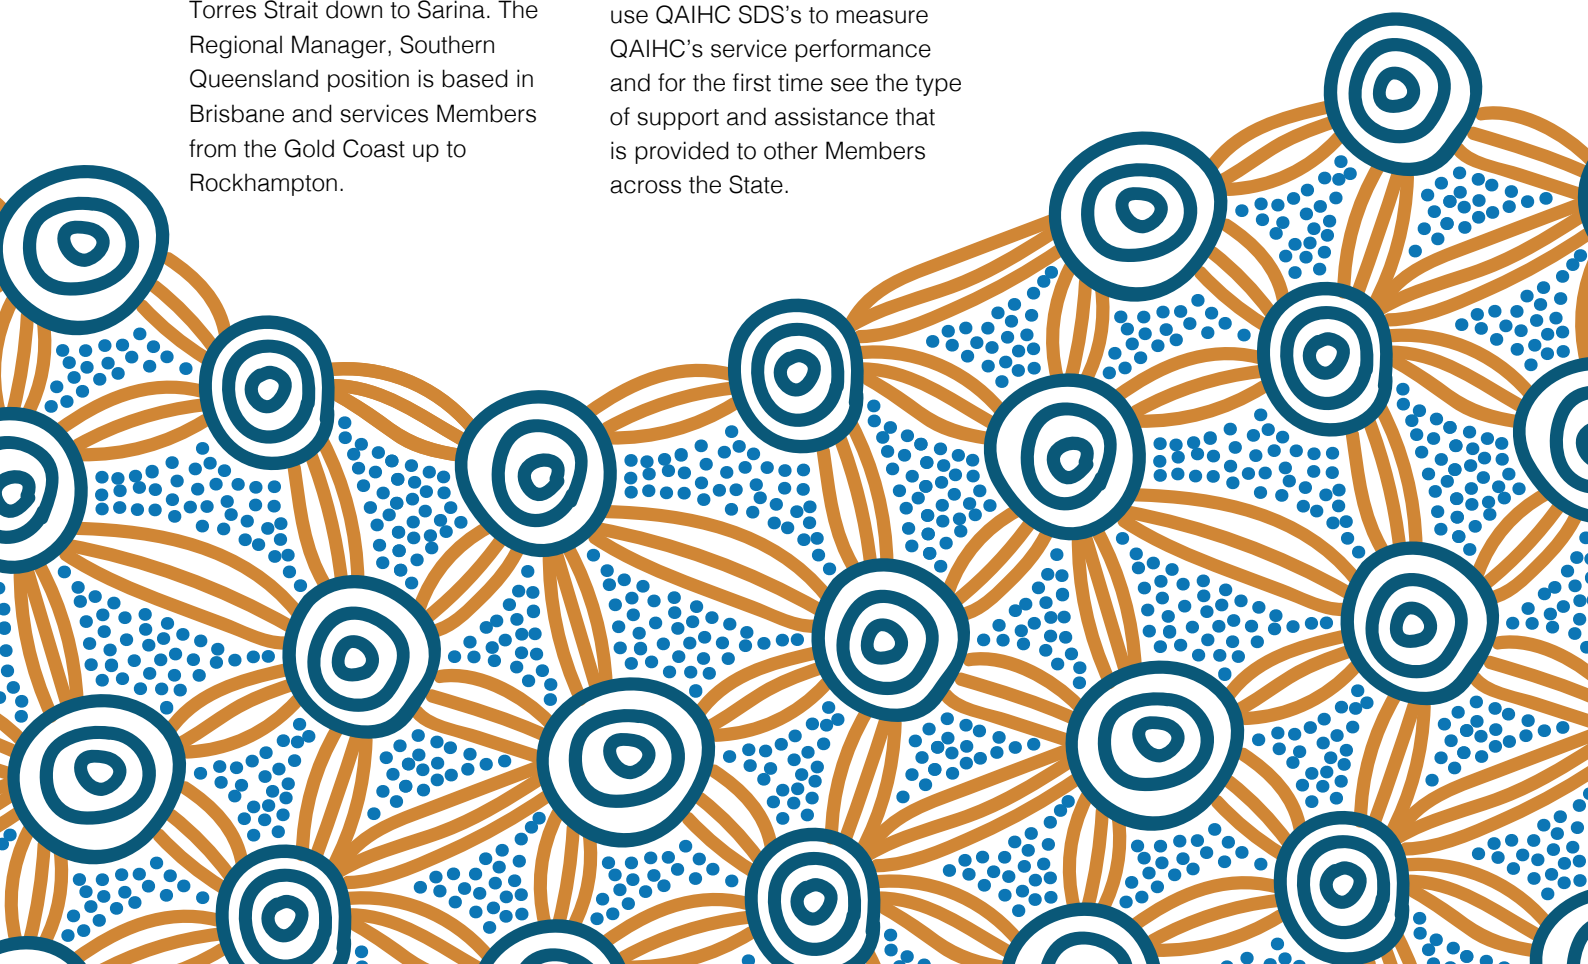 Torres Strait down to Sarina. The
Regional Manager, Southern
Queensland position is based in
Brisbane and services Members
from the Gold Coast up to
Rockhampton.
use QAIHC SDS’s to measure
QAIHC’s service performance
and for the first time see the type
of support and assistance that
is provided to other Members
across the State.